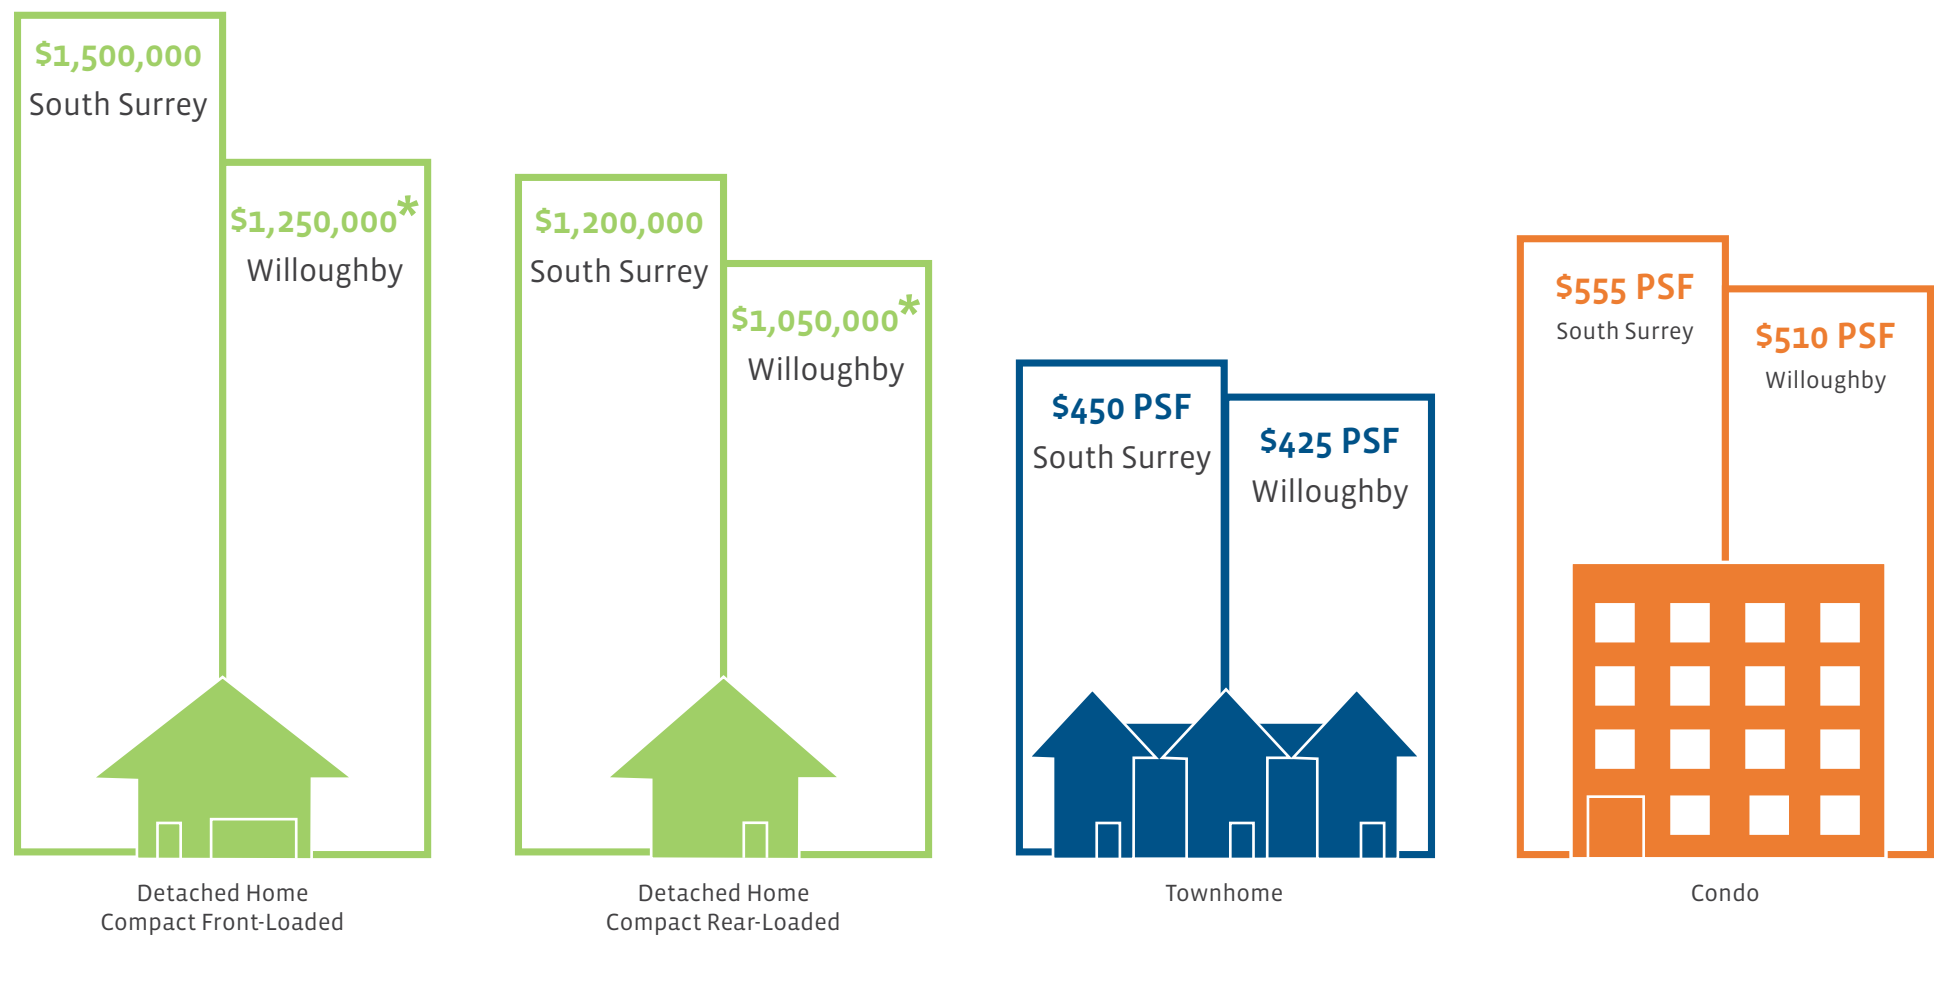 $1,500,000
South Surrey
$1,250,000*
Willoughby
Detached Home
Compact Front-Loaded
$1,200,000
South Surrey
$1,050,000*
Willoughby
Detached Home
Compact Rear-Loaded
$450 PSF
South Surrey
$425 PSF
Willoughby
Townhome
$555 PSF
South Surrey
$510 PSF
Willoughby
Condo